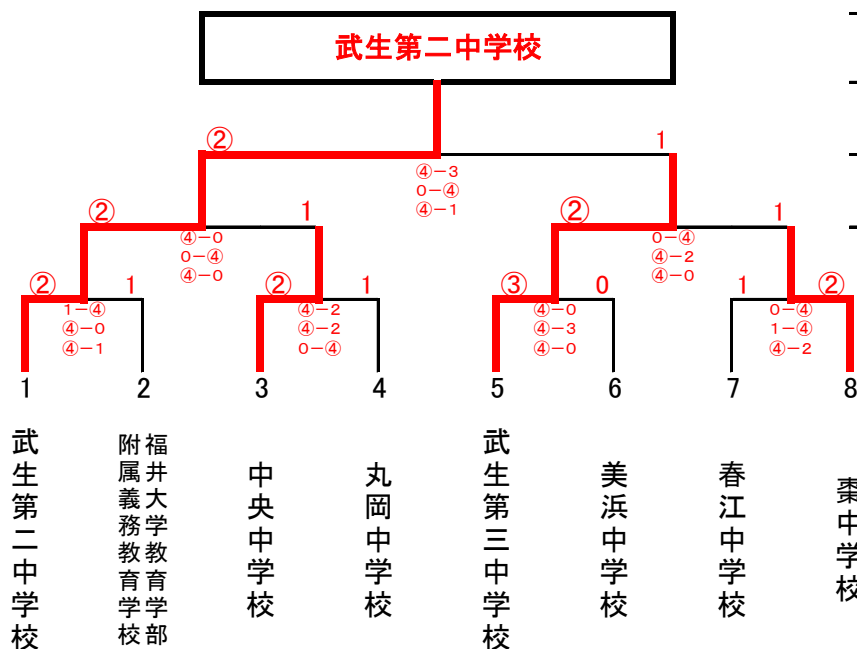 武生第二中学校
② 1
④－3
0－④
④－1
② 1 ② 1
④－0
0－④
④－0
0－④
④－2
④－0
② 1 ② 1 ③ 0 1 ②
1－④
④－0
④－1
④－2
④－2
0－④
④－0
④－3
④－0
0－④
1－④
④－2
1 2 3 4 5 6 7 8
武生第二中学校
福井大学教育学部
附属義務教育学校
中央中学校
丸岡中学校
武生第三中学校
美浜中学校
春江中学校
棗中学校